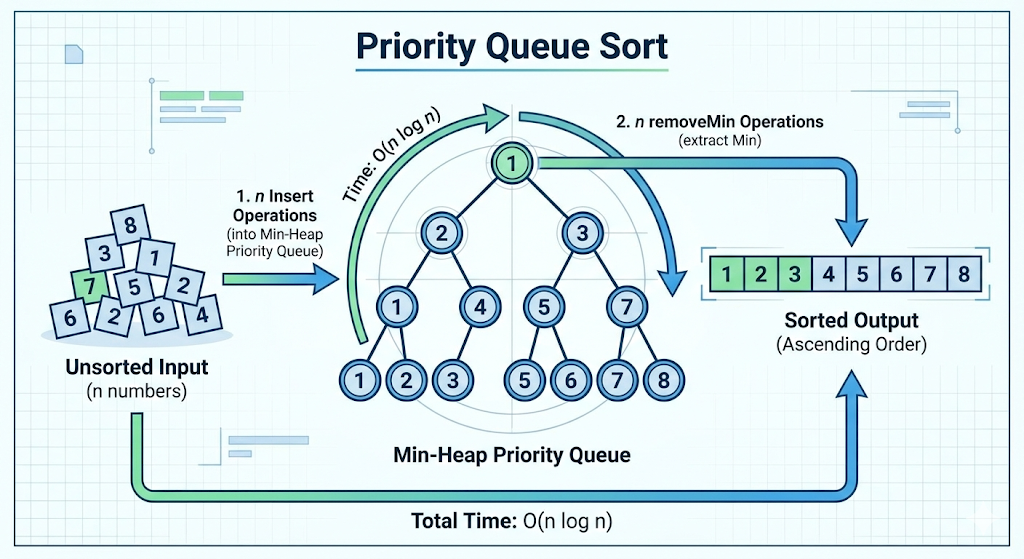 Priority Queue Sort
8
3
1
7
5
2
6
2
6
4
Unsorted Input
(n numbers)
1. n Insert
Operations
(into Min-Heap
Priority Queue)
Time: O(n log n)
1
2
3
1
4
5
7
1
2
3
5
6
7
8
Min-Heap Priority Queue
2. n removeMin Operations
(extract Min)
1 2 3 4 5 6 7 8
Sorted Output
(Ascending Order)
Total Time: O(n log n)